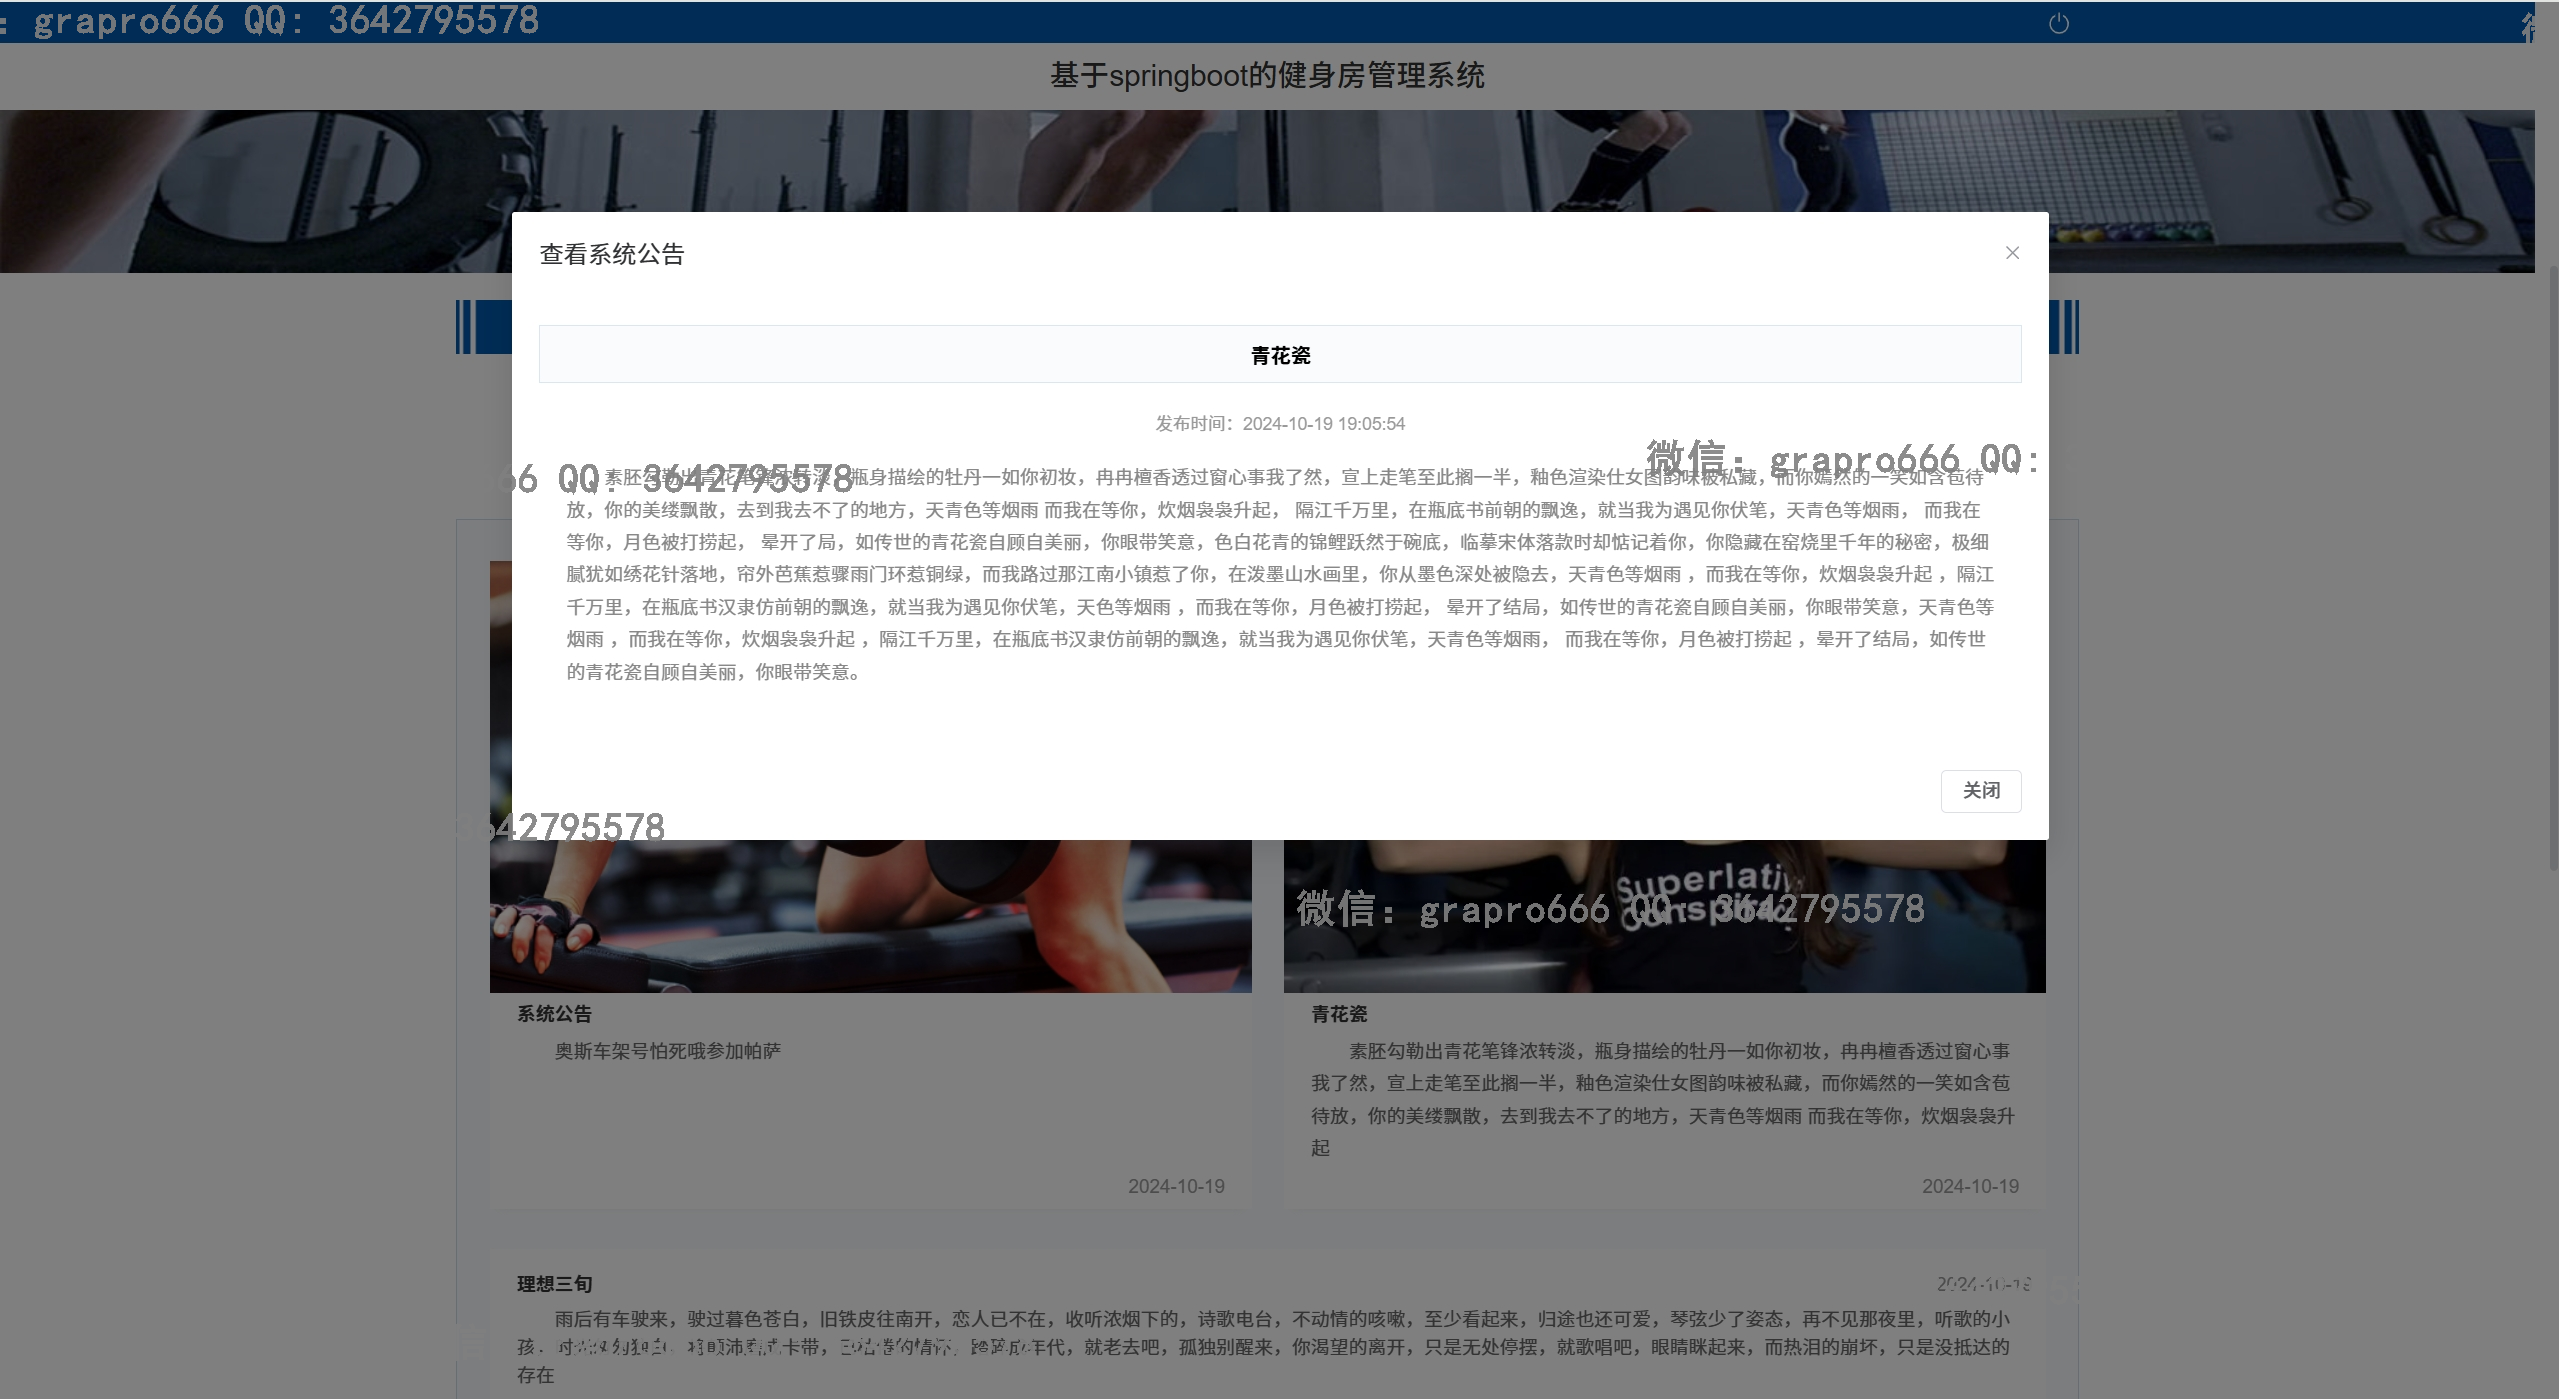 : grapro666 QQ: 3642795578
基于springboot的健身房管理系统
查看系统公告
青花瓷
发布时间：2024-10-19 19:05:54
微信: grapro666 QQ:
66 QQ: 3642795578
素胚勾勒出青花笔锋浓转淡，瓶身描绘的牡丹一如你初妆，冉冉檀香透过窗心事我了然，宣上走笔至此搁一半，釉色渲染仕女图韵味被私藏，而你嫣然的一笑如含苞待
放，你的美缕飘散，去到我去不了的地方，天青色等烟雨 而我在等你，炊烟袅袅升起， 隔江千万里，在瓶底书前朝的飘逸，就当我为遇见你伏笔，天青色等烟雨， 而我在
等你，月色被打捞起， 晕开了局，如传世的青花瓷自顾自美丽，你眼带笑意，色白花青的锦鲤跃然于碗底，临摹宋体落款时却惦记着你，你隐藏在窑烧里千年的秘密，极细
腻犹如绣花针落地，帘外芭蕉惹骤雨门环惹铜绿，而我路过那江南小镇惹了你，在泼墨山水画里，你从墨色深处被隐去，天青色等烟雨 ，而我在等你，炊烟袅袅升起 ，隔江
千万里，在瓶底书汉隶仿前朝的飘逸，就当我为遇见你伏笔，天色等烟雨 ，而我在等你，月色被打捞起， 晕开了结局，如传世的青花瓷自顾自美丽，你眼带笑意，天青色等
烟雨 ，而我在等你，炊烟袅袅升起 ，隔江千万里，在瓶底书汉隶仿前朝的飘逸，就当我为遇见你伏笔，天青色等烟雨， 而我在等你，月色被打捞起 ，晕开了结局，如传世
的青花瓷自顾自美丽，你眼带笑意。
关闭
3642795578
Superlativ
Conspirac
微信: grapro666 QQ: 3642795578
系统公告
奥斯车架号怕死哦参加帕萨
2024-10-19
青花瓷
素胚勾勒出青花笔锋浓转淡，瓶身描绘的牡丹一如你初妆，冉冉檀香透过窗心事
我了然，宣上走笔至此搁一半，釉色渲染仕女图韵味被私藏，而你嫣然的一笑如含苞
待放，你的美缕飘散，去到我去不了的地方，天青色等烟雨 而我在等你，炊烟袅袅升
起
2024-10-19
理想三旬
2024-10-19
雨后有车驶来，驶过暮色苍白，旧铁皮往南开，恋人已不在，收听浓烟下的，诗歌电台，不动情的咳嗽，至少看起来，归途也还可爱，琴弦少了姿态，再不见那夜里，听歌的小
孩，时 卡带， 年代，就老去吧，孤独别醒来，你渴望的离开，只是无处停摆，就歌唱吧，眼睛眯起来，而热泪的崩坏，只是没抵达的
存在